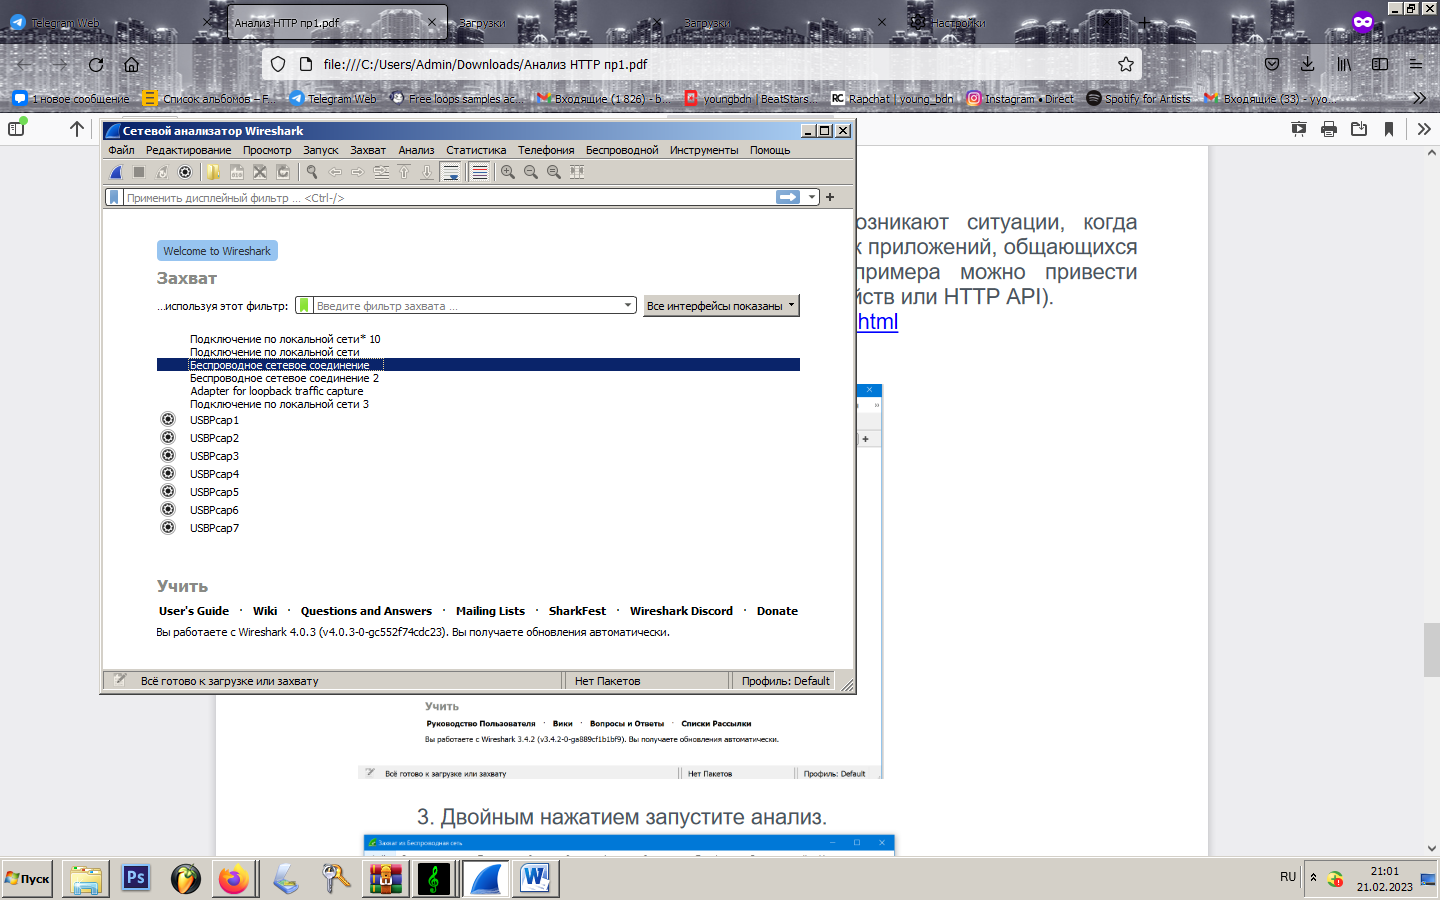 Telegram Web
Анализ HTTP пр1.pdf
Загрузки
Загрузки
Настройки
file:///C:/Users/Admin/Downloads/Анализ HTTP пр1.pdf
1 новое сообщение
Список альбомов – F...
Telegram Web
Free loops samples ac...
Входящие (1 826) - b...
youngbdn | BeatStars...
RC Rapchat | young_bdn
Instagram • Direct
Spotify for Artists
Входящие (33) - yyo...
Сетевой анализатор Wireshark
Файл Редактирование Просмотр Запуск Захват Анализ Статистика Телефония Беспроводной Инструменты Помощь
Применить дисплейный фильтр ... <Ctrl-/>
Welcome to Wireshark
Захват
...используя этот фильтр: Введите фильтр захвата ... Все интерфейсы показаны
Подключение по локальной сети* 10
Подключение по локальной сети
Беспроводное сетевое соединение
Беспроводное сетевое соединение 2
Adapter for loopback traffic capture
Подключение по локальной сети 3
USBPcap1
USBPcap2
USBPcap3
USBPcap4
USBPcap5
USBPcap6
USBPcap7
Учить
User's Guide · Wiki · Questions and Answers · Mailing Lists · SharkFest · Wireshark Discord · Donate
Вы работаете с Wireshark 4.0.3 (v4.0.3-0-gc552f74cdc23). Вы получаете обновления автоматически.
Всё готово к загрузке или захвату Нет Пакетов Профиль: Default
озникают ситуации, когда
к приложений, общающихся
примера можно привести
йств или HTTP API).
html
Учить
Руководство Пользователя · Вики · Вопросы и Ответы · Списки Рассылки
Вы работаете с Wireshark 3.4.2 (v3.4.2-0-ga889cf1b1bf9). Вы получаете обновления автоматически.
Всё готово к загрузке или захвату Нет Пакетов Профиль: Default
3. Двойным нажатием запустите анализ.
Захват из Беспроводная сеть
Пуск
Ps
W
RU
21:01
21.02.2023